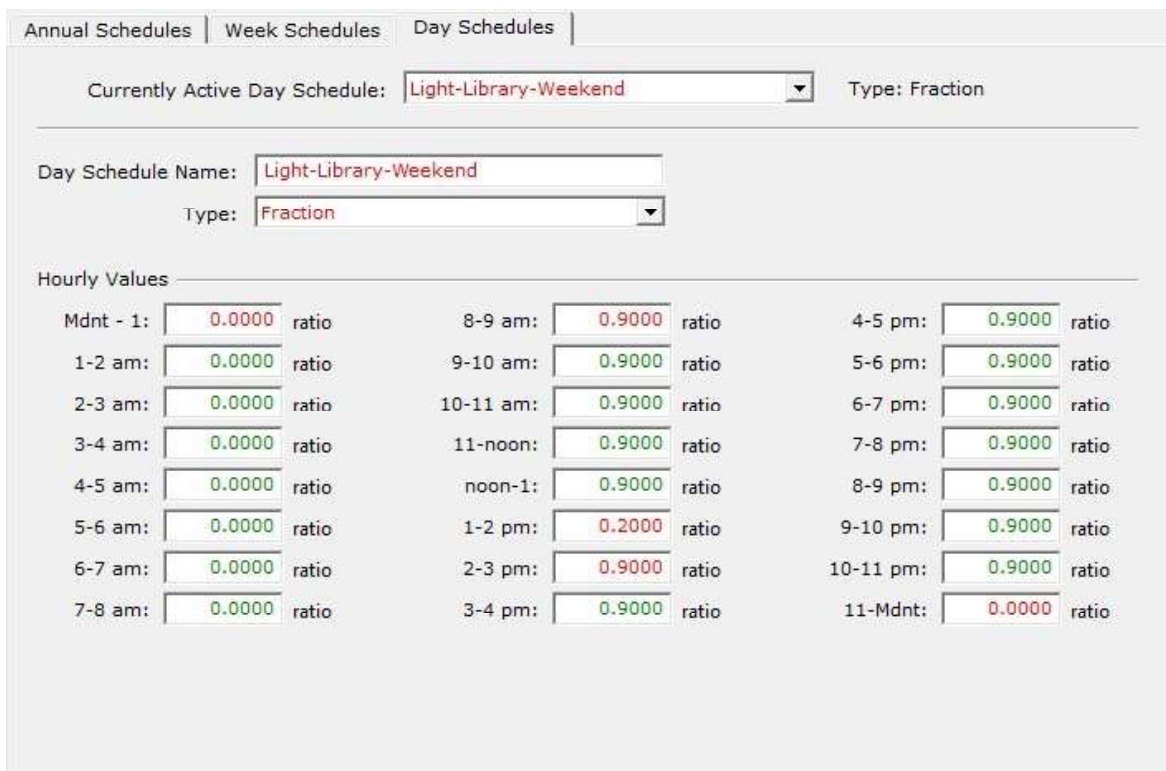 Annual Schedules Week Schedules Day Schedules
Currently Active Day Schedule: Light-Library-Weekend Type: Fraction
Day Schedule Name: Light-Library-Weekend
Type: Fraction
Hourly Values
Mdnt - 1: 0.0000 ratio 8-9 am: 0.9000 ratio 4-5 pm: 0.9000 ratio
1-2 am: 0.0000 ratio 9-10 am: 0.9000 ratio 5-6 pm: 0.9000 ratio
2-3 am: 0.0000 ratio 10-11 am: 0.9000 ratio 6-7 pm: 0.9000 ratio
3-4 am: 0.0000 ratio 11-noon: 0.9000 ratio 7-8 pm: 0.9000 ratio
4-5 am: 0.0000 ratio noon-1: 0.9000 ratio 8-9 pm: 0.9000 ratio
5-6 am: 0.0000 ratio 1-2 pm: 0.2000 ratio 9-10 pm: 0.9000 ratio
6-7 am: 0.0000 ratio 2-3 pm: 0.9000 ratio 10-11 pm: 0.9000 ratio
7-8 am: 0.0000 ratio 3-4 pm: 0.9000 ratio 11-Mdnt: 0.0000 ratio